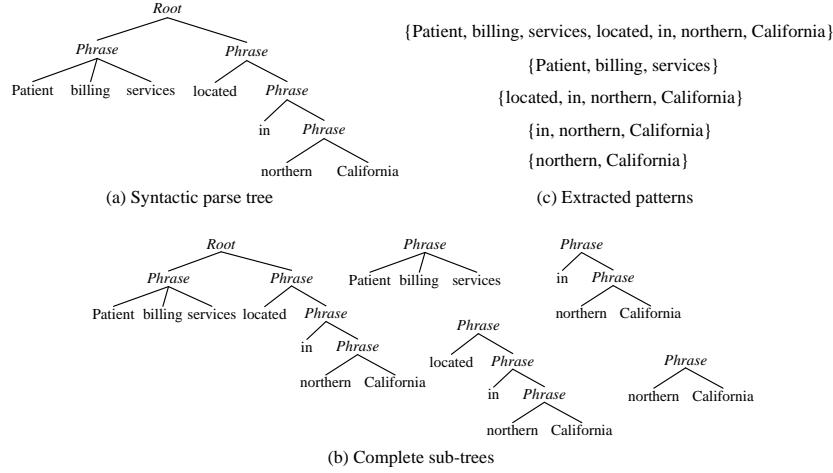 Root
Phrase Phrase
Patient billing services located Phrase
in Phrase
northern California
(a) Syntactic parse tree
{Patient, billing, services, located, in, northern, California}
{Patient, billing, services}
{located, in, northern, California}
{in, northern, California}
{northern, California}
(c) Extracted patterns
Root
Phrase Phrase
Patient billing services located Phrase
in Phrase
northern California
Phrase
Patient billing services
Phrase
located Phrase
in Phrase
northern California
Phrase
in Phrase
northern California
Phrase
northern California
(b) Complete sub-trees